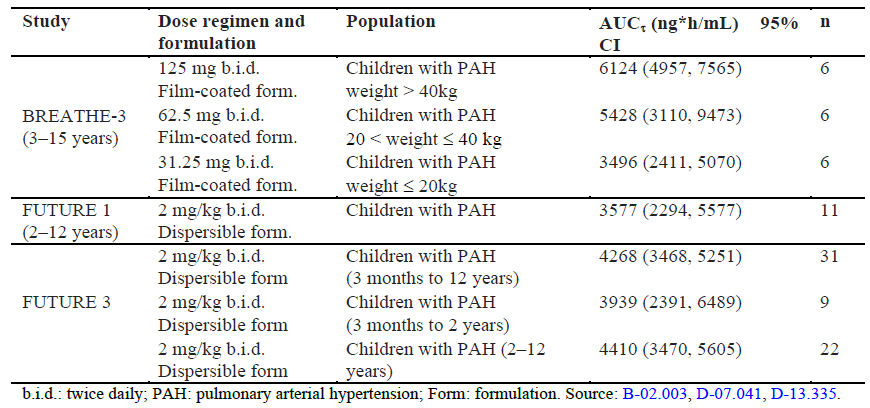 Study Dose regimen and formulation Population AUCτ (ng*h/mL) 95% CI n
BREATHE-3 (3–15 years) 125 mg b.i.d. Film-coated form. Children with PAH weight > 40kg 6124 (4957, 7565) 6
62.5 mg b.i.d. Film-coated form. Children with PAH 20 < weight ≤ 40 kg 5428 (3110, 9473) 6
31.25 mg b.i.d. Film-coated form. Children with PAH weight ≤ 20kg 3496 (2411, 5070) 6
FUTURE 1 (2–12 years) 2 mg/kg b.i.d. Dispersible form. Children with PAH 3577 (2294, 5577) 11
FUTURE 3 2 mg/kg b.i.d. Dispersible form Children with PAH (3 months to 12 years) 4268 (3468, 5251) 31
2 mg/kg b.i.d. Dispersible form Children with PAH (3 months to 2 years) 3939 (2391, 6489) 9
2 mg/kg b.i.d. Dispersible form Children with PAH (2–12 years) 4410 (3470, 5605) 22
b.i.d.: twice daily; PAH: pulmonary arterial hypertension; Form: formulation. Source: B-02.003, D-07.041, D-13.335.